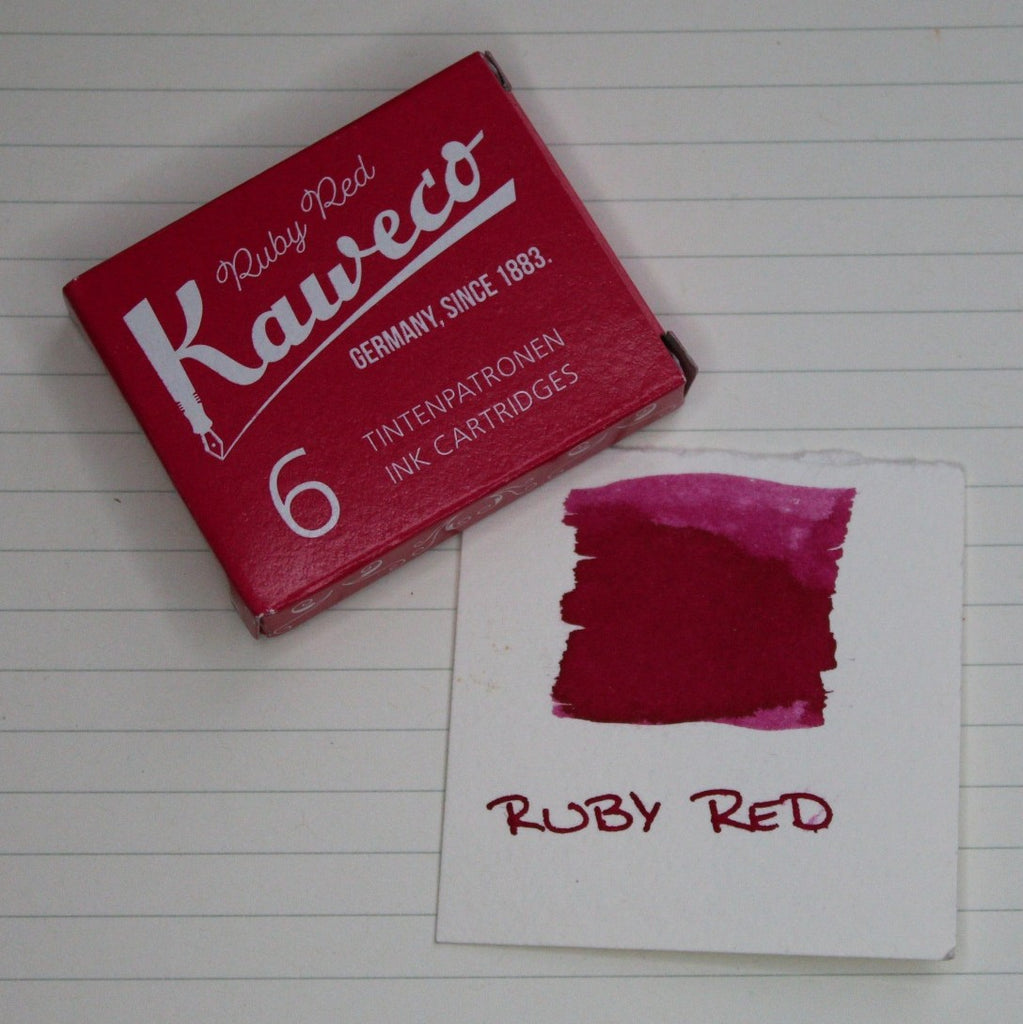 Ruby Red
Kaweco
GERMANY, SINCE 1883.
6
TINTENPATRONEN
INK CARTRIDGES
RUBY RED